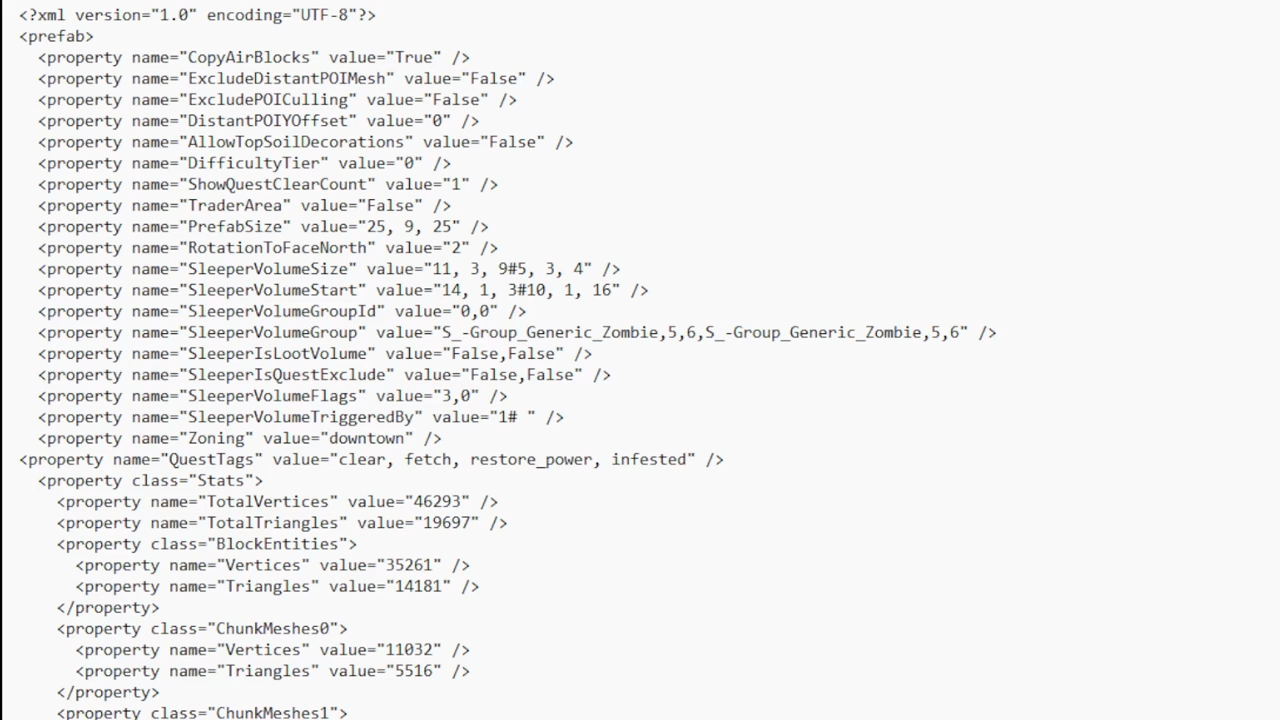 <?xml version="1.0" encoding="UTF-8"?>
<prefab>
<property name="CopyAirBlocks" value="True" />
<property name="ExcludeDistantPOIMesh" value="False" />
<property name="ExcludePOICulling" value="False" />
<property name="DistantPOIYOffset" value="0" />
<property name="AllowTopSoilDecorations" value="False" />
<property name="DifficultyTier" value="0" />
<property name="ShowQuestClearCount" value="1" />
<property name="TraderArea" value="False" />
<property name="PrefabSize" value="25, 9, 25" />
<property name="RotationToFaceNorth" value="2" />
<property name="SleeperVolumeSize" value="11, 3, 9#5, 3, 4" />
<property name="SleeperVolumeStart" value="14, 1, 3#10, 1, 16" />
<property name="SleeperVolumeGroupId" value="0,0" />
<property name="SleeperVolumeGroup" value="S_-Group_Generic_Zombie,5,6,S_-Group_Generic_Zombie,5,6" />
<property name="SleeperIsLootVolume" value="False,False" />
<property name="SleeperIsQuestExclude" value="False,False" />
<property name="SleeperVolumeFlags" value="3,0" />
<property name="SleeperVolumeTriggeredBy" value="1# " />
<property name="Zoning" value="downtown" />
<property name="QuestTags" value="clear, fetch, restore_power, infested" />
<property class="Stats">
<property name="TotalVertices" value="46293" />
<property name="TotalTriangles" value="19697" />
<property class="BlockEntities">
<property name="Vertices" value="35261" />
<property name="Triangles" value="14181" />
</property>
<property class="ChunkMeshes0">
<property name="Vertices" value="11032" />
<property name="Triangles" value="5516" />
</property>
<property class="ChunkMeshes1">